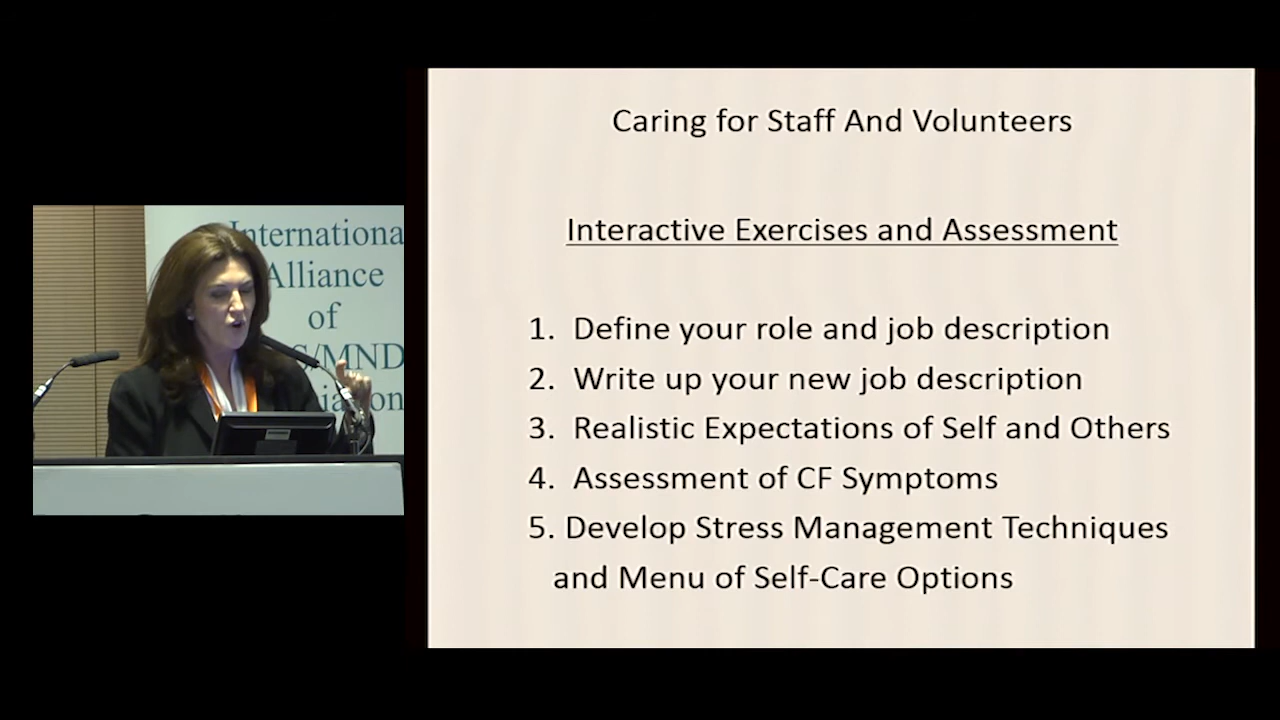 Caring for Staff And Volunteers
Interactive Exercises and Assessment
1. Define your role and job description
2. Write up your new job description
3. Realistic Expectations of Self and Others
4. Assessment of CF Symptoms
5. Develop Stress Management Techniques
and Menu of Self-Care Options
Internationa
Alliance
of
S/MND